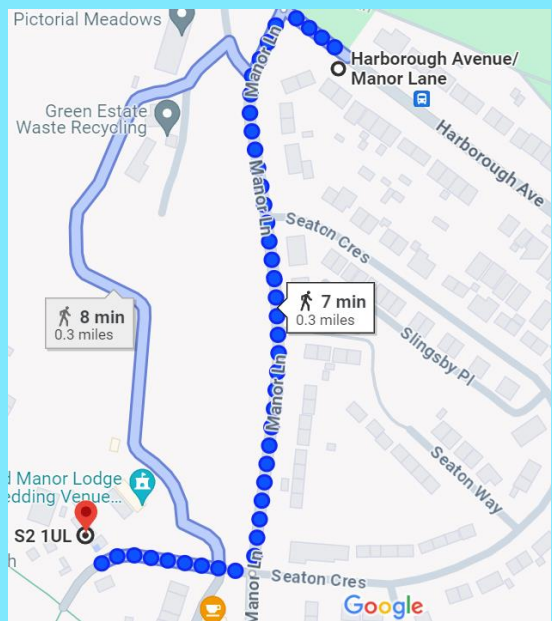 Pictorial Meadows
Manor Ln
Harborough Avenue/
Manor Lane
Green Estate
Waste Recycling
Harborough Ave
Manor Ln
Seaton Cres
8 min
0.3 miles
7 min
0.3 miles
Slingsby Pl
Manor Ln
Seaton Way
d Manor Lodge
edding Venue...
S2 1UL
h
Manor Ln
Seaton Cres
Google